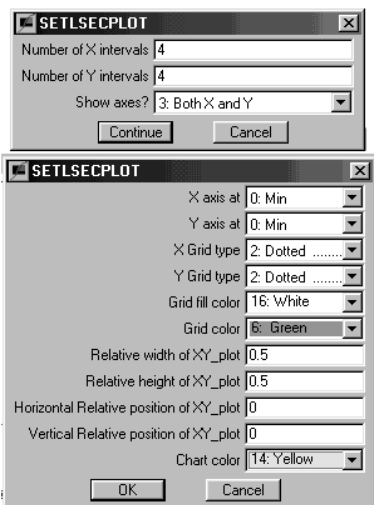 SETLSECPLOT
Number of X intervals 4
Number of Y intervals 4
Show axes? 3: Both X and Y
Continue Cancel
SETLSECPLOT
X axis at 0: Min
Y axis at 0: Min
X Grid type 2: Dotted ........
Y Grid type 2: Dotted ........
Grid fill color 16: White
Grid color 6: Green
Relative width of XY_plot 0.5
Relative height of XY_plot 0.5
Horizontal Relative position of XY_plot 0
Vertical Relative position of XY_plot 0
Chart color 14: Yellow
OK Cancel